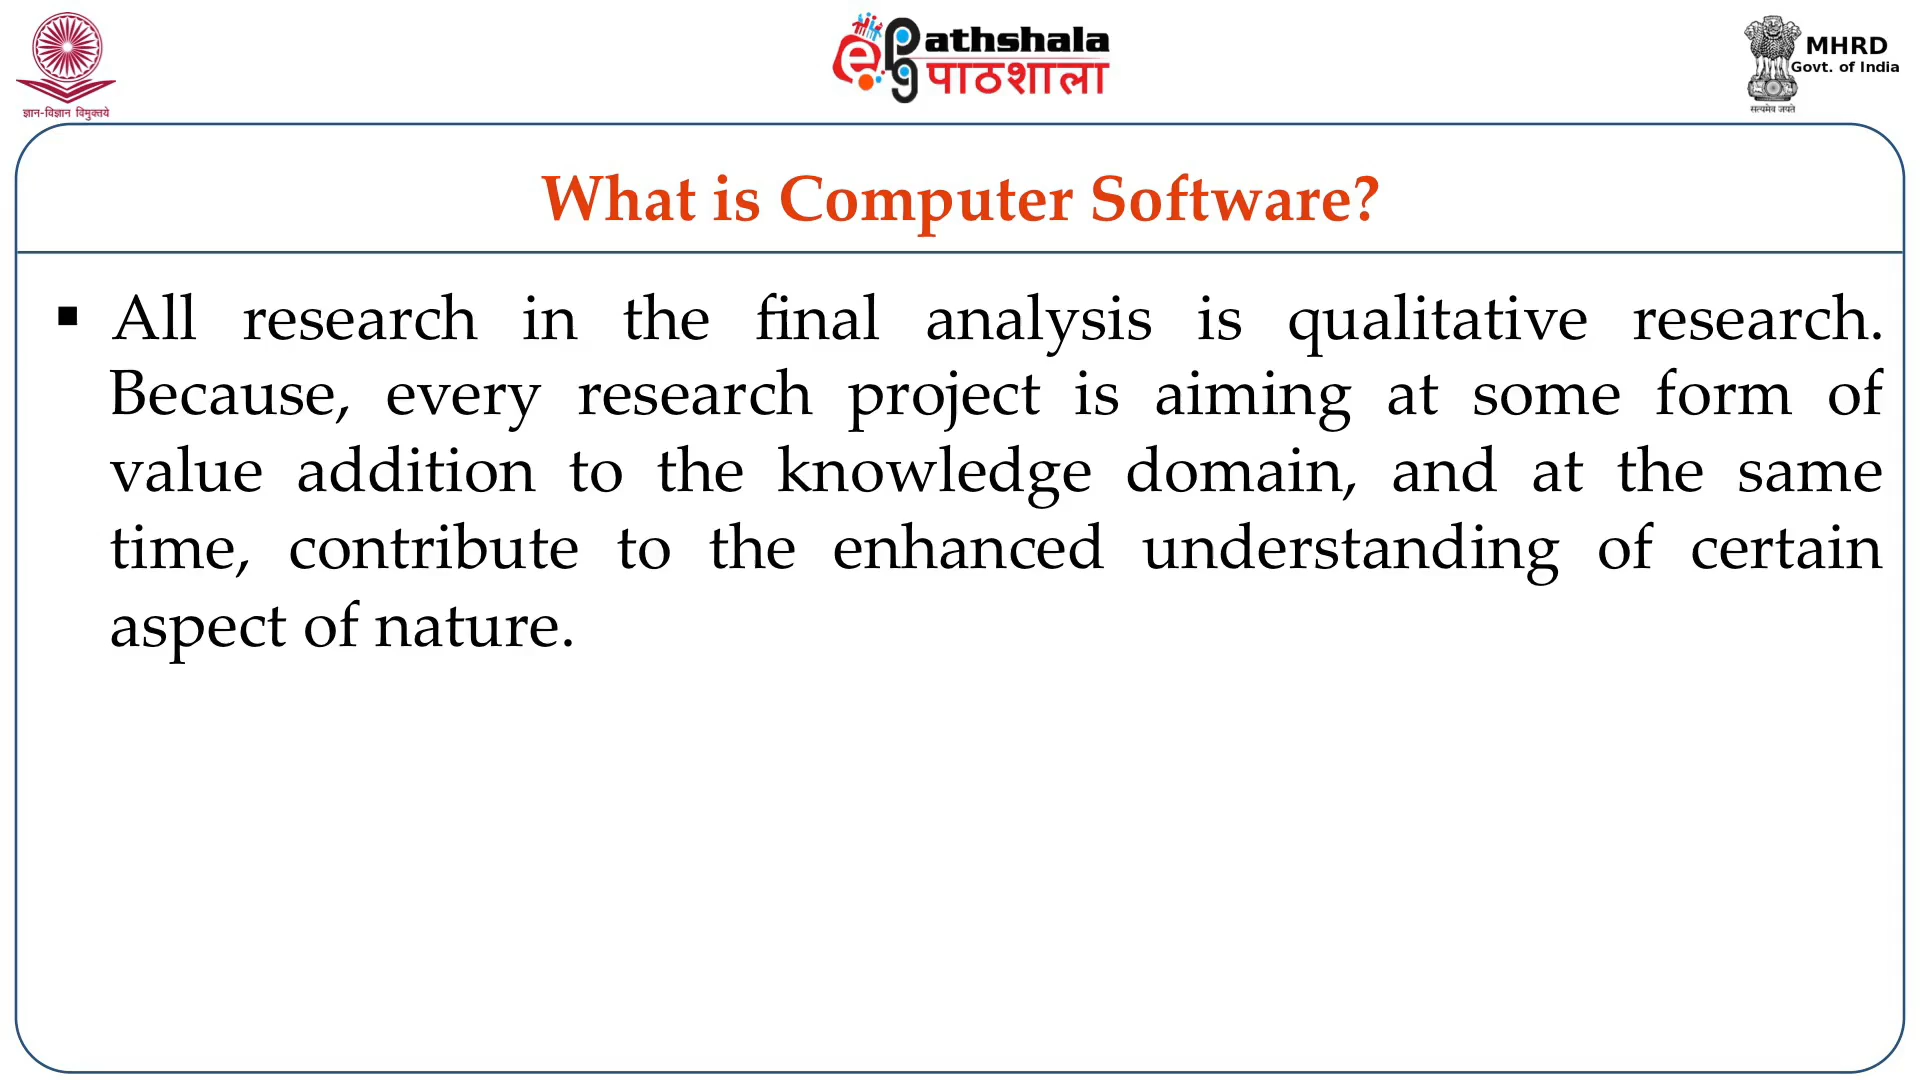 ज्ञान-विज्ञान विमुक्तये
ePGPathshala
पाठशाला
MHRD
Govt. of India
सत्यमेव जयते
What is Computer Software?
▪ All research in the final analysis is qualitative research.
Because, every research project is aiming at some form of
value addition to the knowledge domain, and at the same
time, contribute to the enhanced understanding of certain
aspect of nature.